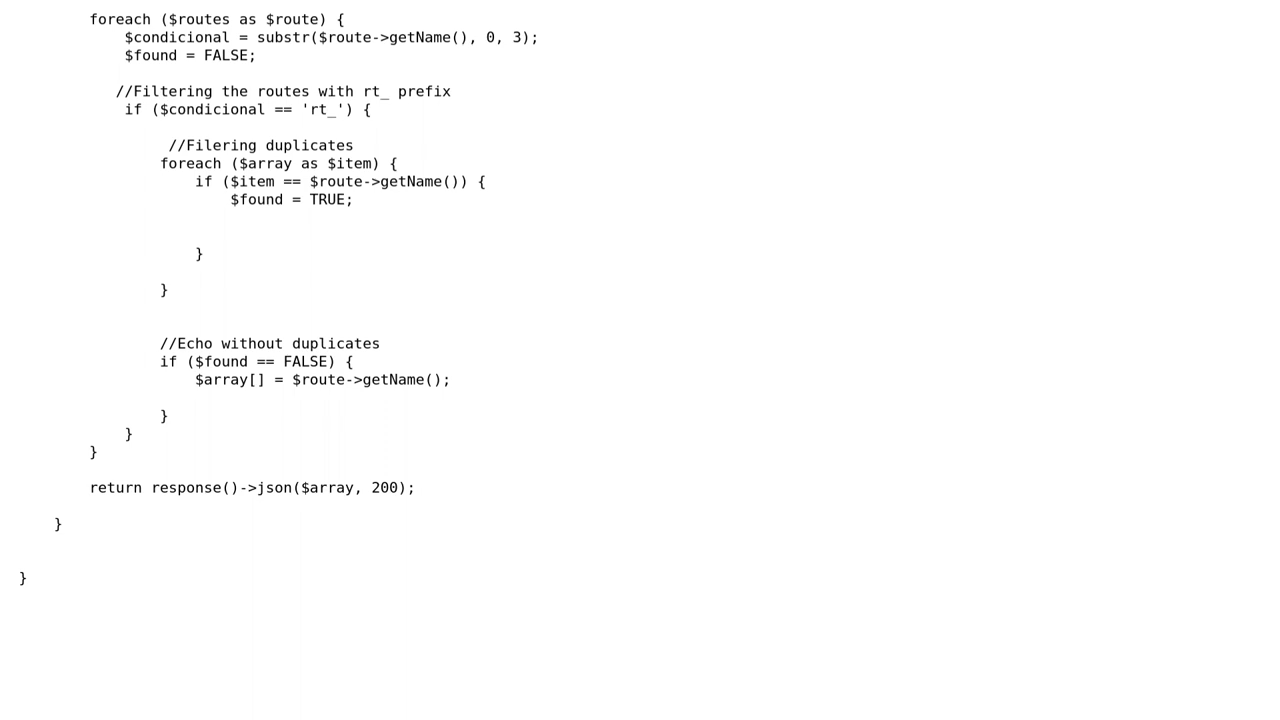 foreach ($routes as $route) {
$condicional = substr($route->getName(), 0, 3);
$found = FALSE;
//Filtering the routes with rt_ prefix
if ($condicional == 'rt_') {
//Filering duplicates
foreach ($array as $item) {
if ($item == $route->getName()) {
$found = TRUE;
}
}
//Echo without duplicates
if ($found == FALSE) {
$array[] = $route->getName();
}
}
}
return response()->json($array, 200);
}
}